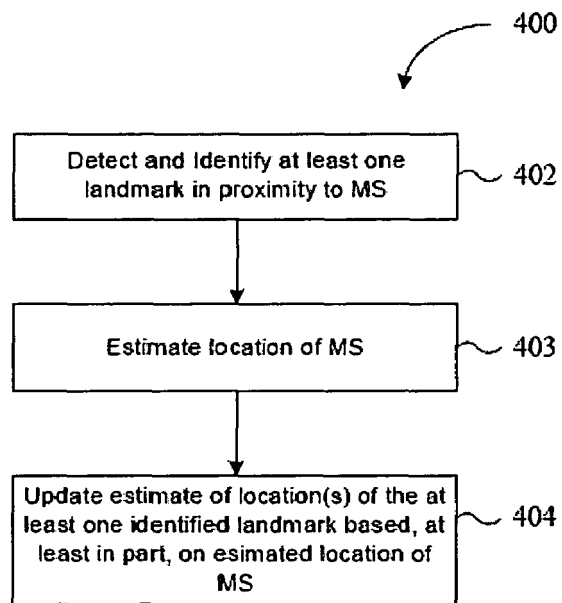 400
Detect and Identify at least one
landmark in proximity to MS
402
Estimate location of MS
403
Update estimate of location(s) of the at
least one identified landmark based, at
least in part, on esimated location of
MS
404